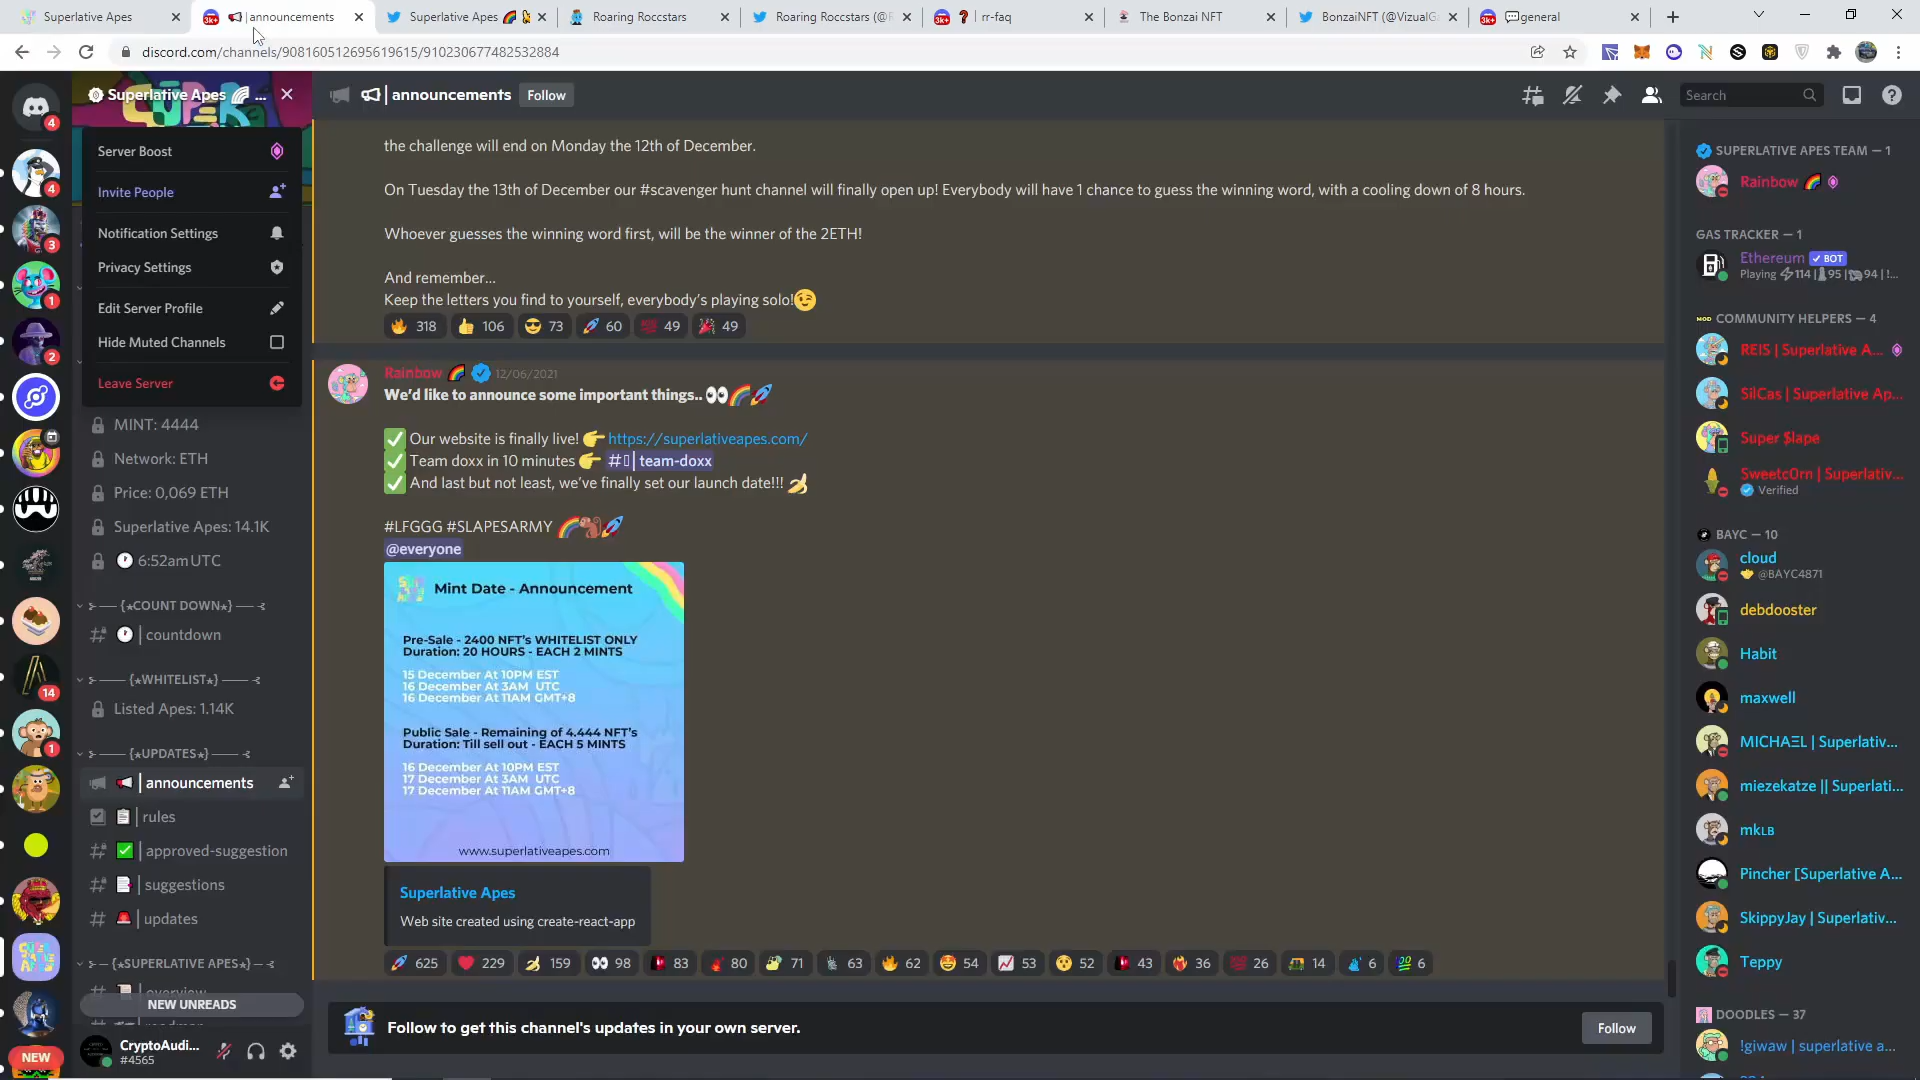 Superlative Apes
announcements
Superlative Apes
Roaring Roccstars
Roaring Roccstars (@R
rr-faq
The Bonzai NFT
BonzaiNFT (@VizualG
general
discord.com/channels/908160512695619615/910230677482532884
Superlative Apes ...
announcements
Follow
Search
Server Boost
Invite People
Notification Settings
Privacy Settings
Edit Server Profile
Hide Muted Channels
Leave Server
MINT: 4444
Network: ETH
Price: 0,069 ETH
Superlative Apes: 14.1K
6:52amUTC
{★COUNT DOWN★}
countdown
{★WHITELIST★}
Listed Apes: 1.14K
{★UPDATES★}
announcements
rules
approved-suggestion
suggestions
updates
{★SUPERLATIVE APES★}
overview
NEW UNREADS
CryptoAudi...
#4565
NEW
4
4
3
1
2
14
1
the challenge will end on Monday the 12th of December.
On Tuesday the 13th of December our #scavenger hunt channel will finally open up! Everybody will have 1 chance to guess the winning word, with a cooling down of 8 hours.
Whoever guesses the winning word first, will be the winner of the 2ETH!
And remember...
Keep the letters you find to yourself, everybody's playing solo!😉
🔥 318 👍 106 😎 73 🚀 60 💯 49 🎉 49
Rainbow 🌈 12/06/2021
We'd like to announce some important things.. 👀🌈🚀
✅ Our website is finally live! 👉 https://superlativeapes.com/
✅ Team doxx in 10 minutes 👉 #▯| team-doxx
✅ And last but not least, we've finally set our launch date!!! 🍌
#LFGGG #SLAPESARMY 🌈🐒🚀
@everyone
Mint Date - Announcement
Pre-Sale - 2400 NFT's WHITELIST ONLY
Duration: 20 HOURS - EACH 2 MINTS
15 December At 10PM EST
16 December At 3AM UTC
16 December At 11AM GMT+8
Public Sale - Remaining of 4.444 NFT's
Duration: Till sell out - EACH 5 MINTS
16 December At 10PM EST
17 December At 3AM UTC
17 December At 11AM GMT+8
www.superlativeapes.com
Superlative Apes
Web site created using create-react-app
625 229 159 98 83 80 71 63 62 54 53 52 43 36 26 14 6 6
Follow to get this channel's updates in your own server.
Follow
SUPERLATIVE APES TEAM — 1
Rainbow 🌈
GAS TRACKER — 1
Ethereum ✓ BOT
Playing ⚡114 |🚶95 |🐢94 | !...
MOD COMMUNITY HELPERS — 4
REIS | Superlative A...
SilCas | Superlative Ap...
Super $lape
Sweetc0rn | Superlativ...
Verified
BAYC — 10
cloud
@BAYC4871
debdooster
Habit
maxwell
MICHAΞL | Superlativ...
miezekatze || Superlati...
mkʟʙ
Pincher [Superlative A...
SkippyJay | Superlativ...
Teppy
DOODLES — 37
!giwaw | superlative a...